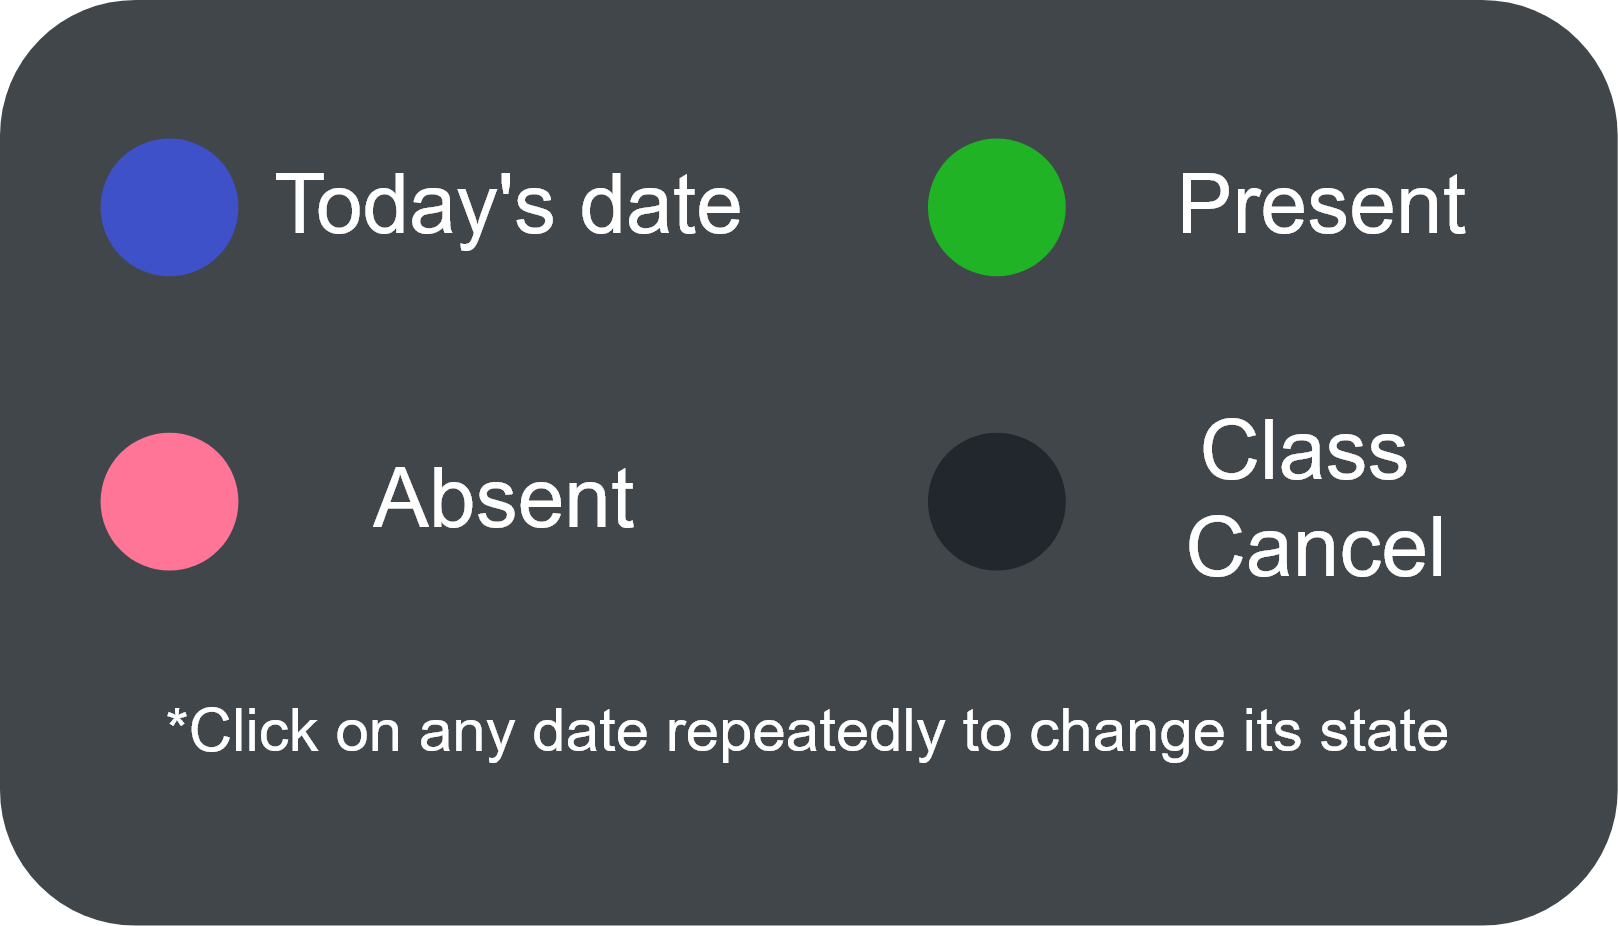 Today's date
Present
Absent
Class
Cancel
*Click on any date repeatedly to change its state